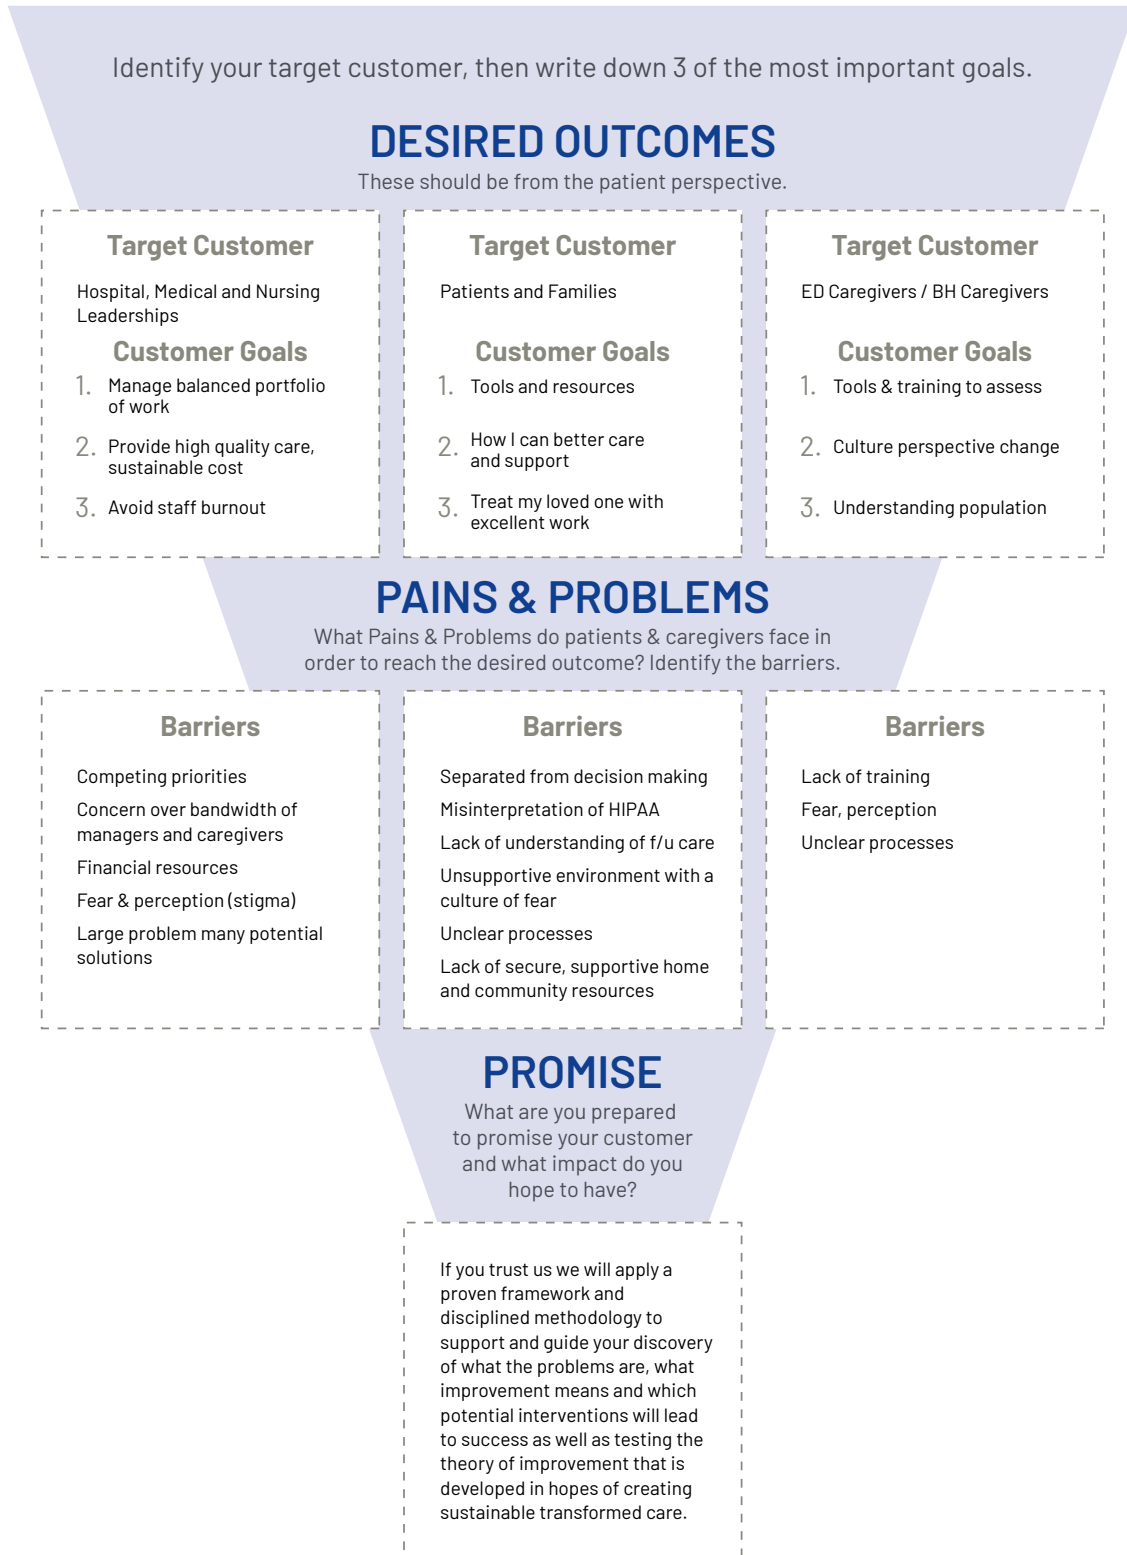 Identify your target customer, then write down 3 of the most important goals.
DESIRED OUTCOMES
These should be from the patient perspective.
Target Customer
Hospital, Medical and Nursing
Leaderships
Customer Goals
1. Manage balanced portfolio
of work
2. Provide high quality care,
sustainable cost
3. Avoid staff burnout
Target Customer
Patients and Families
Customer Goals
1. Tools and resources
2. How I can better care
and support
3. Treat my loved one with
excellent work
Target Customer
ED Caregivers / BH Caregivers
Customer Goals
1. Tools & training to assess
2. Culture perspective change
3. Understanding population
PAINS & PROBLEMS
What Pains & Problems do patients & caregivers face in
order to reach the desired outcome? Identify the barriers.
Barriers
Competing priorities
Concern over bandwidth of
managers and caregivers
Financial resources
Fear & perception (stigma)
Large problem many potential
solutions
Barriers
Separated from decision making
Misinterpretation of HIPAA
Lack of understanding of f/u care
Unsupportive environment with a
culture of fear
Unclear processes
Lack of secure, supportive home
and community resources
Barriers
Lack of training
Fear, perception
Unclear processes
PROMISE
What are you prepared
to promise your customer
and what impact do you
hope to have?
If you trust us we will apply a
proven framework and
disciplined methodology to
support and guide your discovery
of what the problems are, what
improvement means and which
potential interventions will lead
to success as well as testing the
theory of improvement that is
developed in hopes of creating
sustainable transformed care.